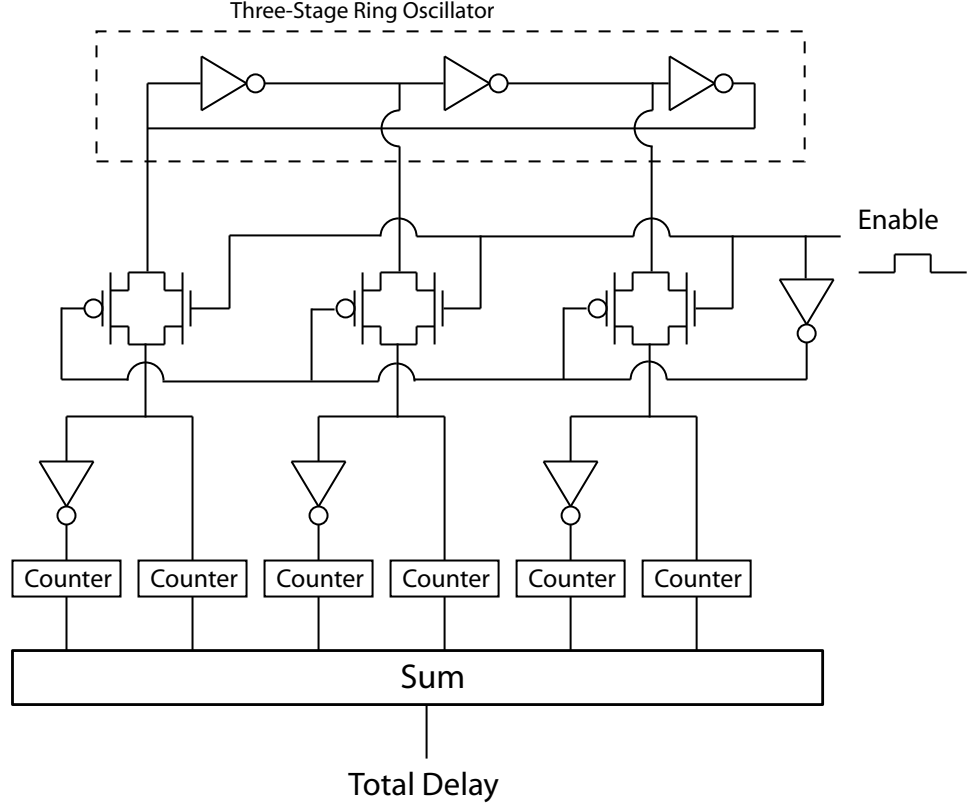 Three-Stage Ring Oscillator
Enable
Counter Counter Counter Counter Counter Counter
Sum
Total Delay